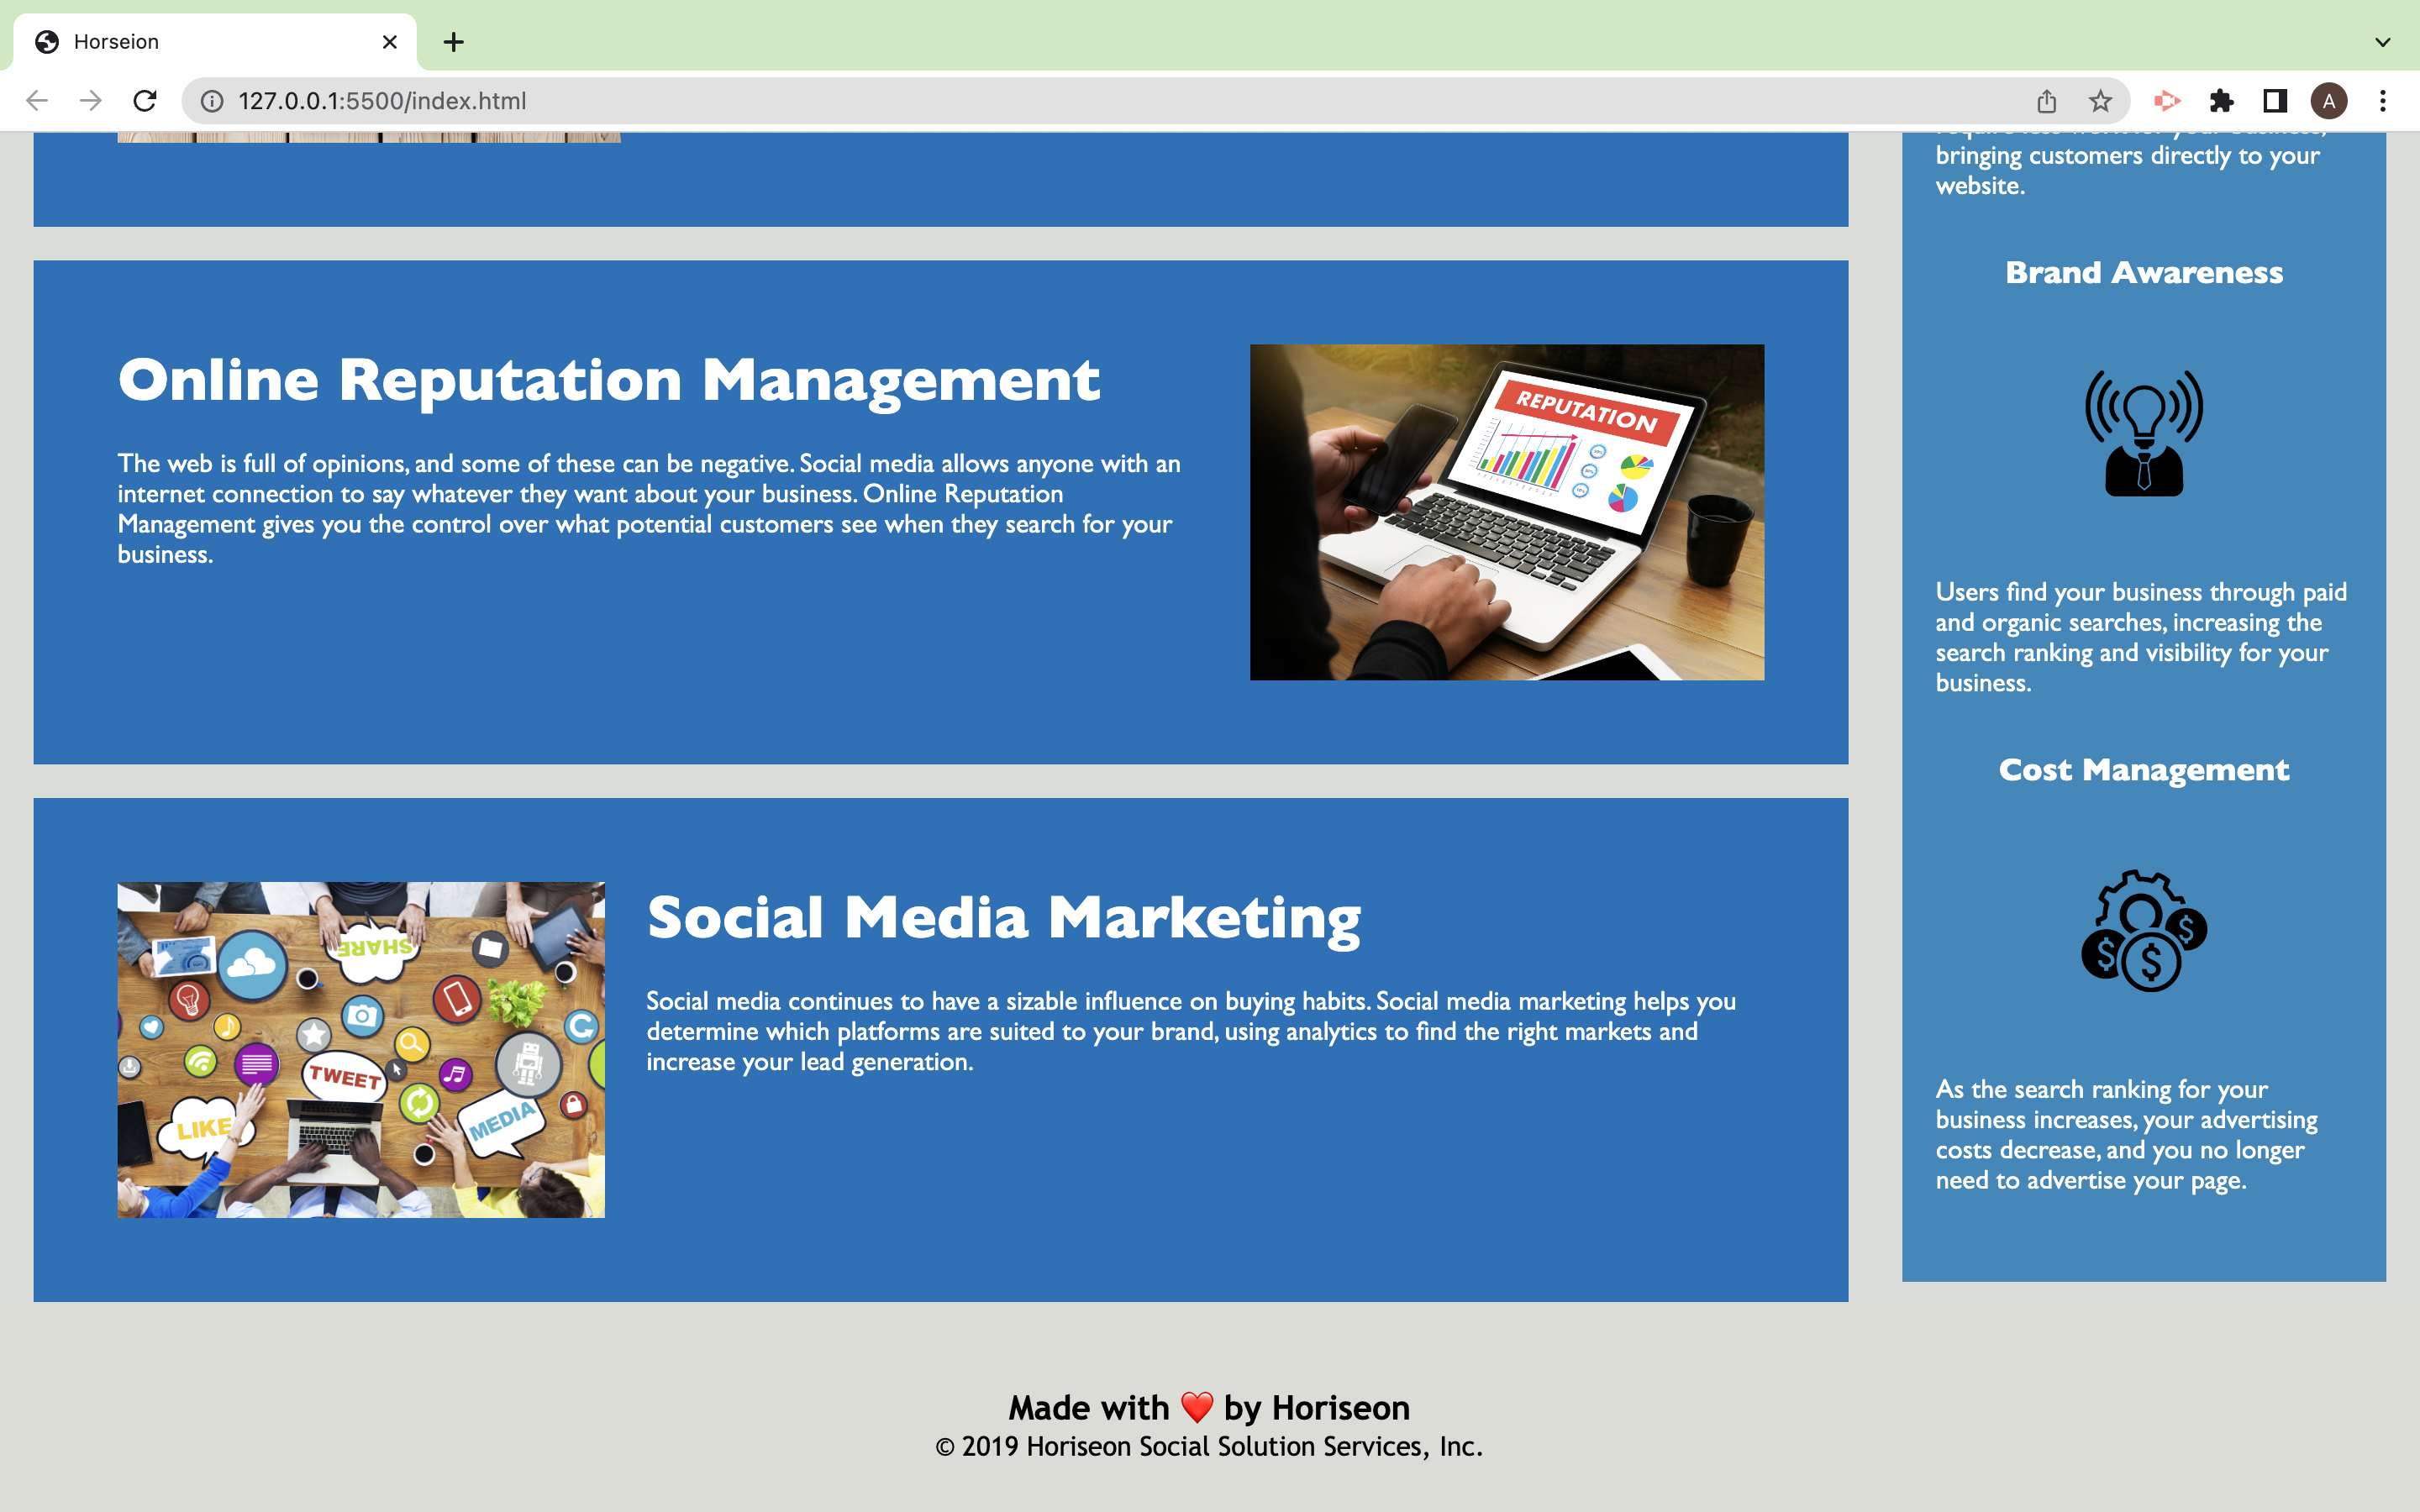 Horseion
127.0.0.1:5500/index.html
A
bringing customers directly to your
website.
Online Reputation Management
The web is full of opinions, and some of these can be negative. Social media allows anyone with an
internet connection to say whatever they want about your business. Online Reputation
Management gives you the control over what potential customers see when they search for your
business.
REPUTATION
Brand Awareness
Users find your business through paid
and organic searches, increasing the
search ranking and visibility for your
business.
Cost Management
$ $ $
As the search ranking for your
business increases, your advertising
costs decrease, and you no longer
need to advertise your page.
SHARE
TWEET
LIKE
MEDIA
Social Media Marketing
Social media continues to have a sizable influence on buying habits. Social media marketing helps you
determine which platforms are suited to your brand, using analytics to find the right markets and
increase your lead generation.
Made with ❤️ by Horiseon
© 2019 Horiseon Social Solution Services, Inc.